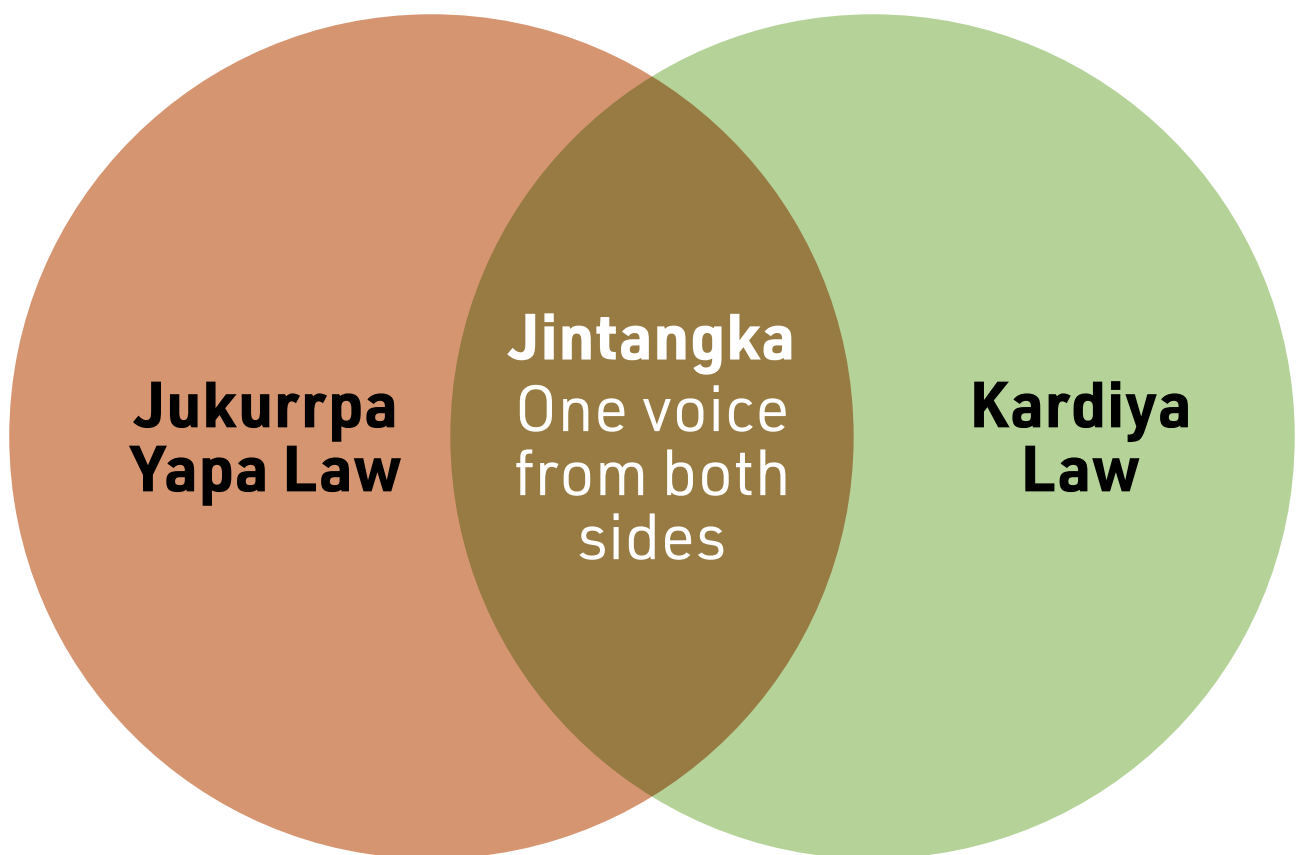 Jukurrpa
Yapa Law
Jintangka
One voice
from both
sides
Kardiya
Law